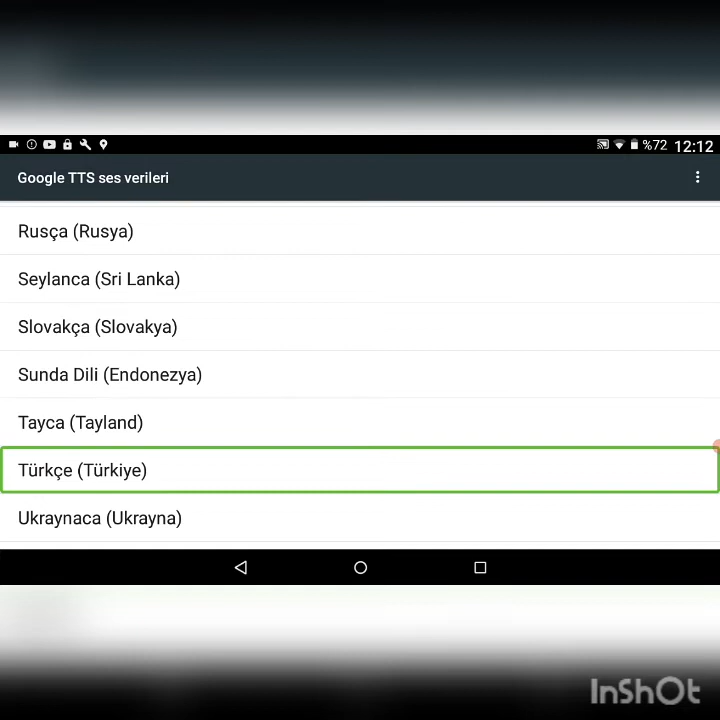 %72 12:12
Google TTS ses verileri
Rusça (Rusya)
Seylanca (Sri Lanka)
Slovakça (Slovakya)
Sunda Dili (Endonezya)
Tayca (Tayland)
Türkçe (Türkiye)
Ukraynaca (Ukrayna)
InShOt